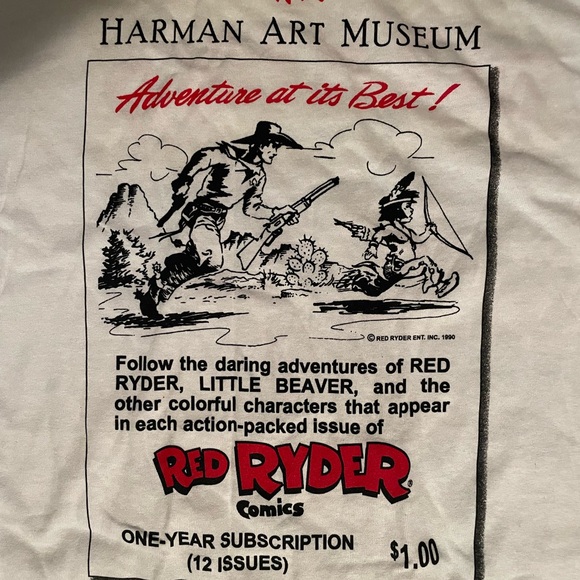 HARMAN ART MUSEUM
Adventure at its Best!
© RED RYDER ENT. INC. 1990
Follow the daring adventures of RED
RYDER, LITTLE BEAVER, and the
other colorful characters that appear
in each action-packed issue of
RED RYDER®
Comics
ONE-YEAR SUBSCRIPTION
(12 ISSUES)
$1.00